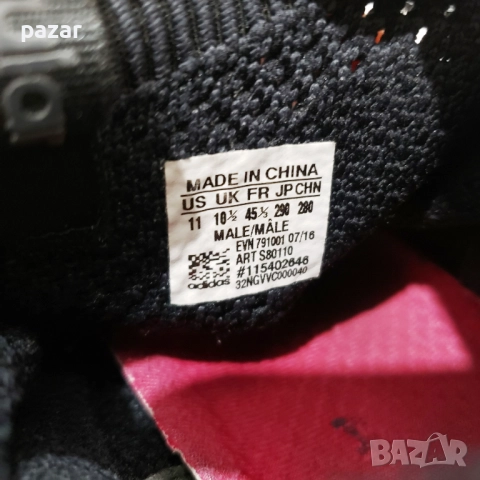 pazar
MADE IN CHINA
US UK FR JP CHN
11 10½ 45⅓ 290 280
MALE/MÂLE
EVN 791001 07/16
ART S80110
#115402646
32NGVVC000040
adidas
BAZAR